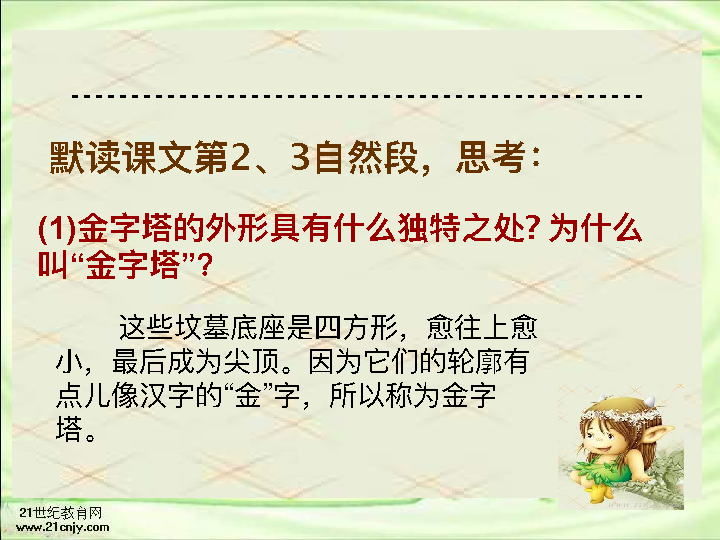 默读课文第2、3自然段，思考：
(1)金字塔的外形具有什么独特之处? 为什么
叫“金字塔”?
这些坟墓底座是四方形，愈往上愈
小，最后成为尖顶。因为它们的轮廓有
点儿像汉字的“金”字，所以称为金字
塔。
21世纪教育网
www.21cnjy.com